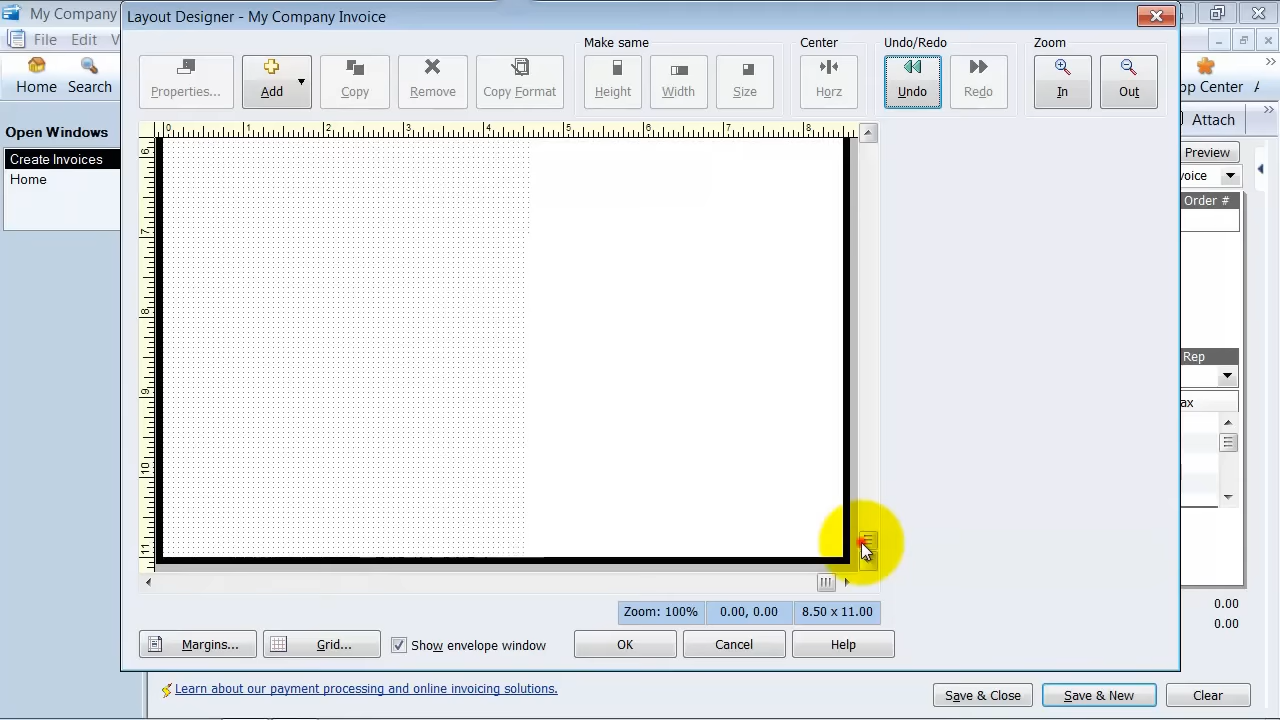 My Company
Layout Designer - My Company Invoice
File Edit V
Home Search
Properties...
Add
Copy
Remove
Copy Format
Make same
Height
Width
Size
Center
Horz
Undo/Redo
Undo
Redo
Zoom
In
Out
op Center
Attach
Open Windows
Create Invoices
Home
Preview
voice
Order #
Rep
ax
0.00
0.00
0 1 2 3 4 5 6 7 8
6
7
8
9
10
11
Zoom: 100% 0.00, 0.00 8.50 x 11.00
Margins... Grid... Show envelope window OK Cancel Help
Learn about our payment processing and online invoicing solutions.
Save & Close Save & New Clear